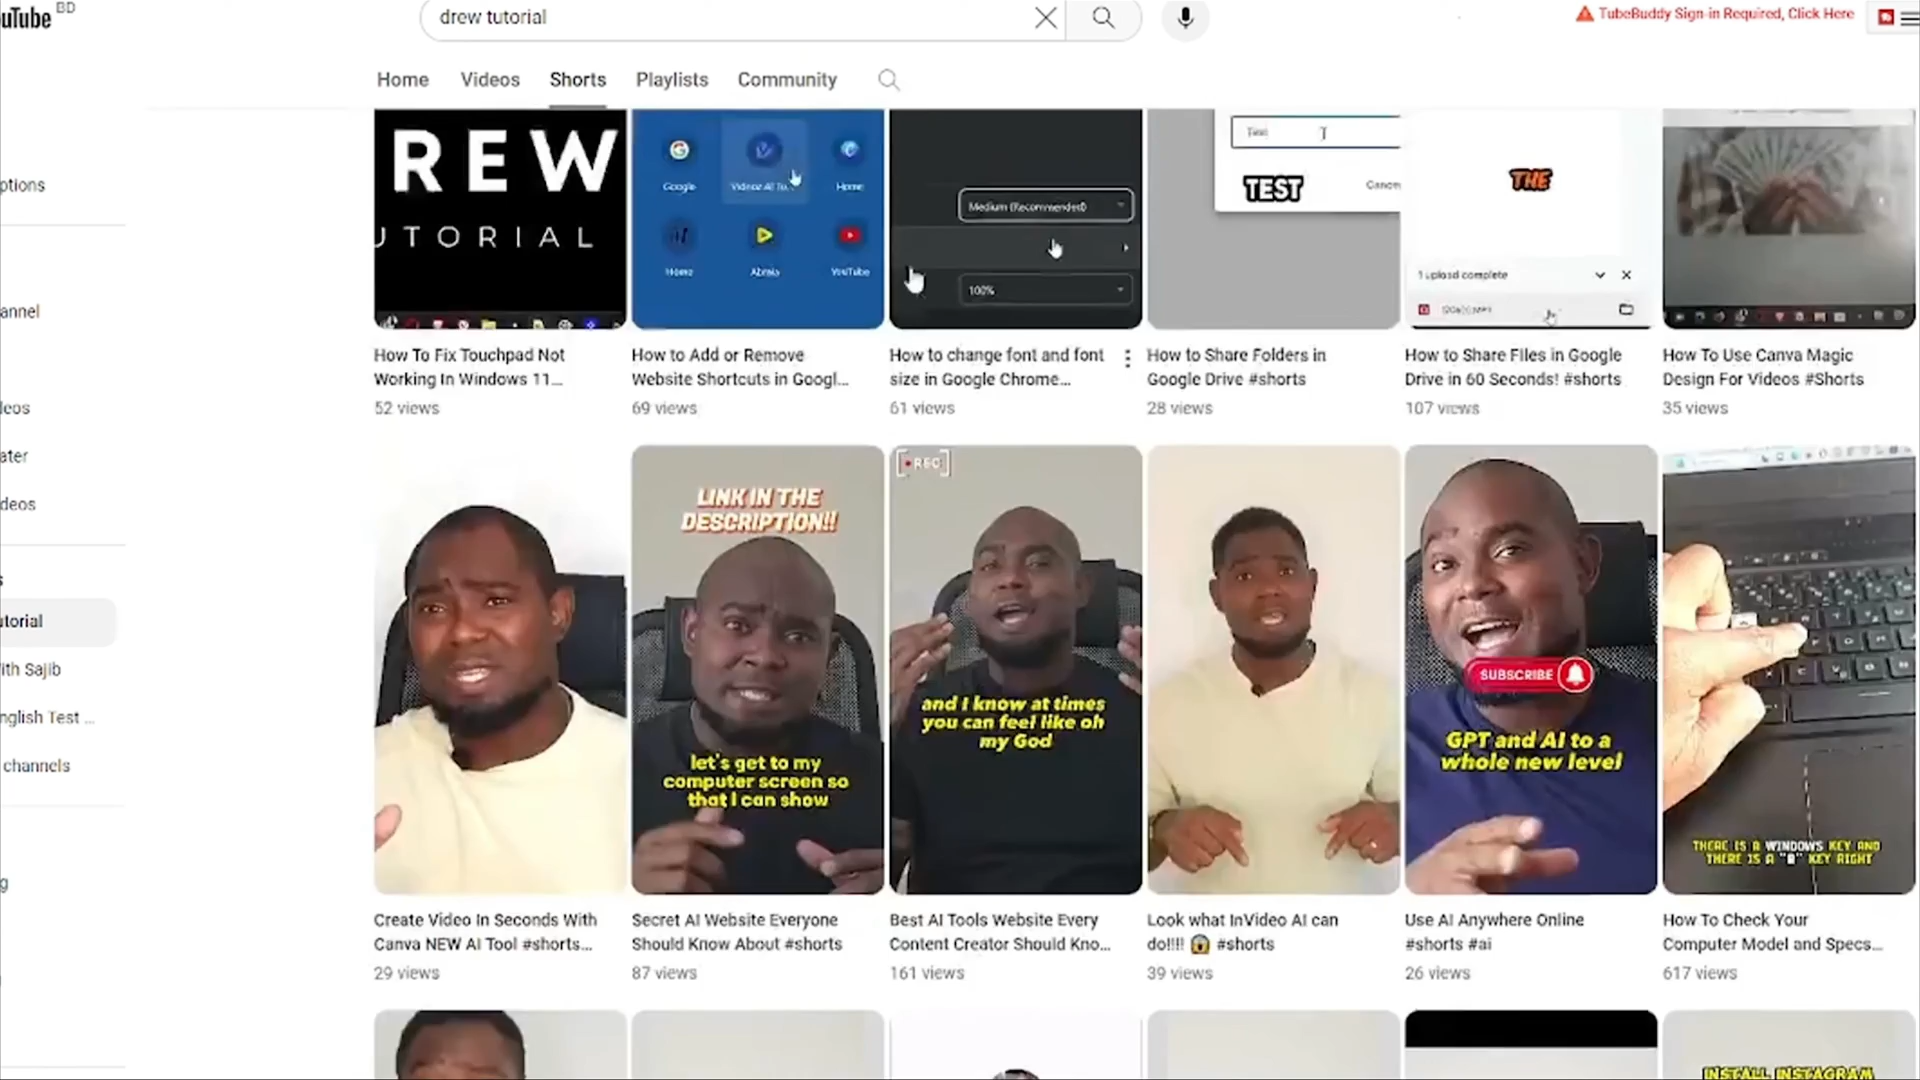 uTube BD
drew tutorial
TubeBuddy Sign-in Required, Click Here
Home Videos Shorts Playlists Community
ptions
annel
eos
ater
deos
s
utorial
ith Sajib
nglish Test ...
channels
g
REW
UTORIAL
Google
Home
Home
Abraia
YouTube
Medium (Recommended)
100%
Test
TEST
Cancel
THE
1 upload complete
How To Fix Touchpad Not
Working In Windows 11...
52 views
How to Add or Remove
Website Shortcuts in Googl...
69 views
How to change font and font
size in Google Chrome...
61 views
How to Share Folders in
Google Drive #shorts
28 views
How to Share Files in Google
Drive in 60 Seconds! #shorts
107 views
How To Use Canva Magic
Design For Videos #Shorts
35 views
LINK IN THE
DESCRIPTION!!
let's get to my
computer screen so
that I can show
REC
and I know at times
you can feel like oh
my God
SUBSCRIBE
GPT and AI to a
whole new level
THERE IS A WINDOWS KEY AND
THERE IS A "R" KEY RIGHT
Create Video In Seconds With
Canva NEW AI Tool #shorts...
29 views
Secret AI Website Everyone
Should Know About #shorts
87 views
Best AI Tools Website Every
Content Creator Should Kno...
161 views
Look what InVideo AI can
do!!!! 😱 #shorts
39 views
Use AI Anywhere Online
#shorts #ai
26 views
How To Check Your
Computer Model and Specs...
617 views
INSTALL INSTAGRAM